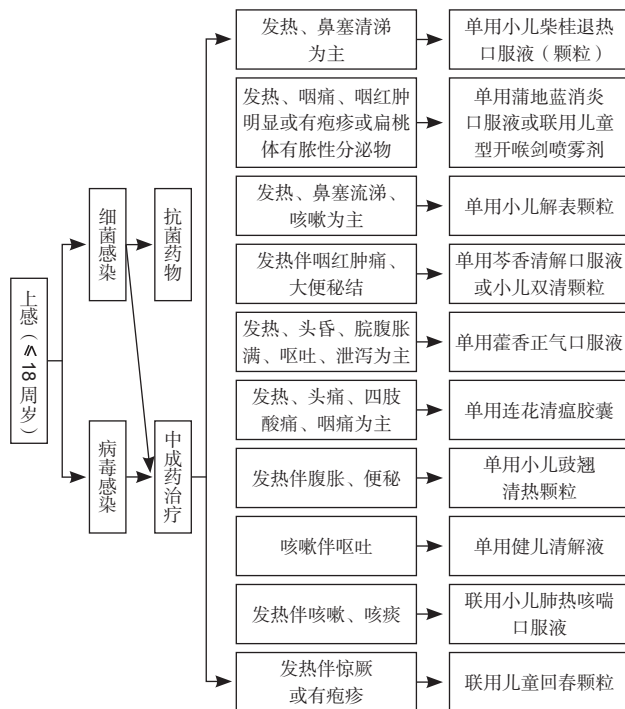 上感（≤18周岁）
细菌感染
病毒感染
抗菌药物
中成药治疗
发热、鼻塞清涕
为主
单用小儿柴桂退热
口服液（颗粒）
发热、咽痛、咽红肿
明显或有疱疹或扁桃
体有脓性分泌物
单用蒲地蓝消炎
口服液或联用儿童
型开喉剑喷雾剂
发热、鼻塞流涕、
咳嗽为主
单用小儿解表颗粒
发热伴咽红肿痛、
大便秘结
单用芩香清解口服液
或小儿双清颗粒
发热、头昏、脘腹胀
满、呕吐、泄泻为主
单用藿香正气口服液
发热、头痛、四肢
酸痛、咽痛为主
单用连花清瘟胶囊
发热伴腹胀、便秘
单用小儿豉翘
清热颗粒
咳嗽伴呕吐
单用健儿清解液
发热伴咳嗽、咳痰
联用小儿肺热咳喘
口服液
发热伴惊厥
或有疱疹
联用儿童回春颗粒